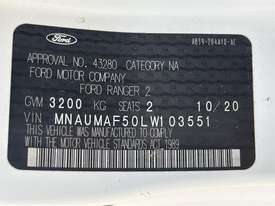 Ford
AB39-204A10-AE
APPROVAL NO. 43280 CATEGORY NA
FORD MOTOR COMPANY
FORD RANGER 2
GVM 3200 KG SEATS 2 10/20
VIN MNAUMAF50LW103551
THIS VEHICLE WAS MANUFACTURED TO COMPLY
WITH THE MOTOR VEHICLE STANDARDS ACT 1989